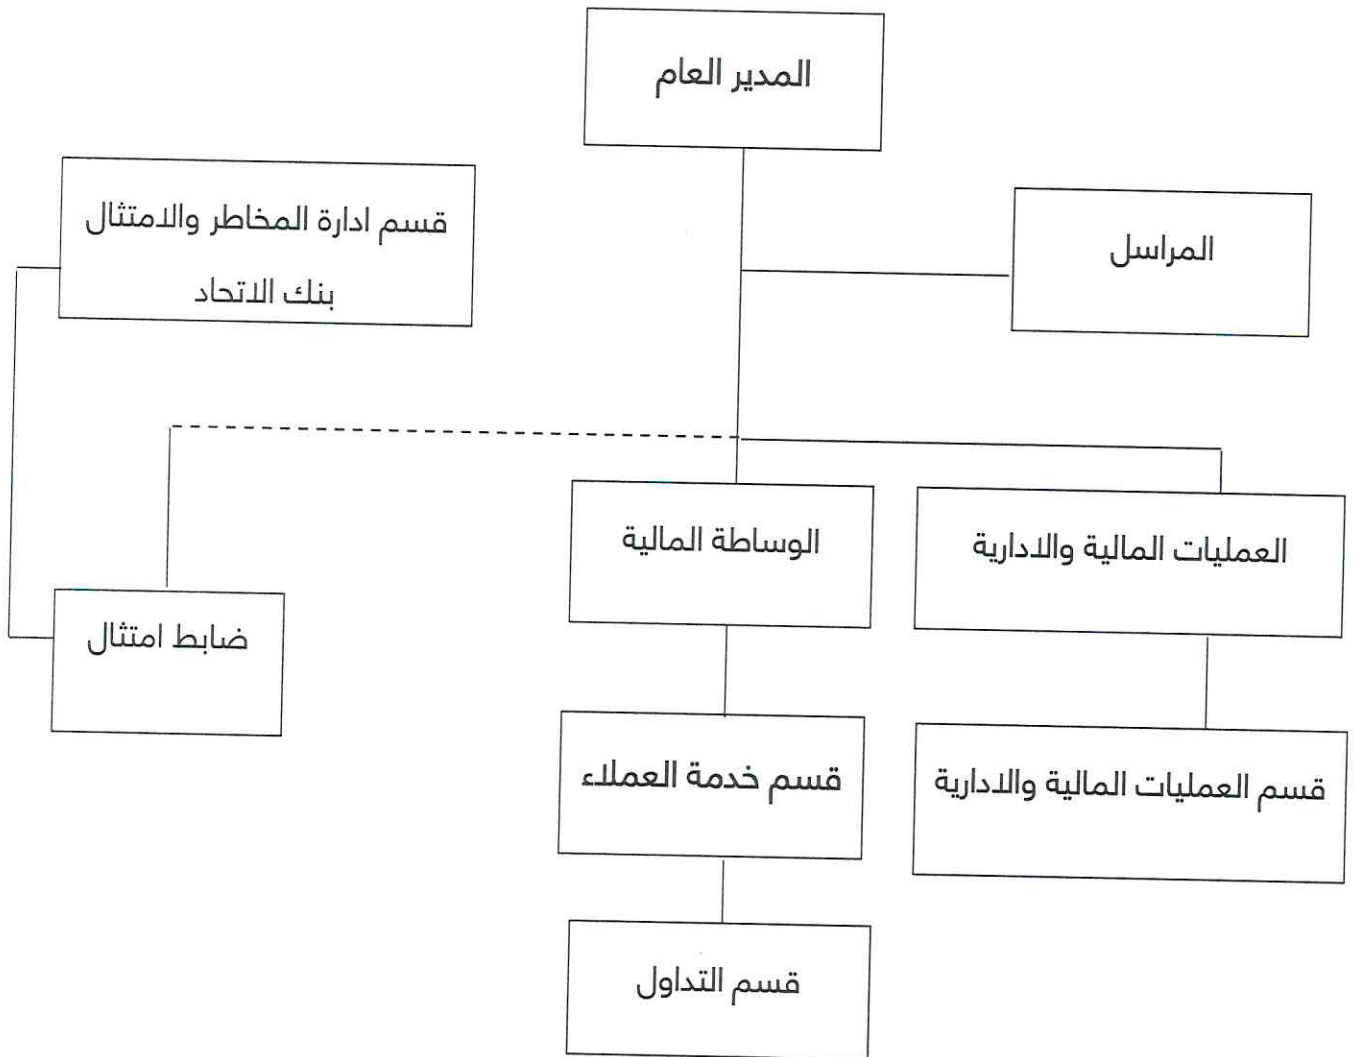 المدير العام
المراسل
قسم ادارة المخاطر والامتثال
بنك الاتحاد
العمليات المالية والادارية
الوساطة المالية
ضابط امتثال
قسم العمليات المالية والادارية
قسم خدمة العملاء
قسم التداول